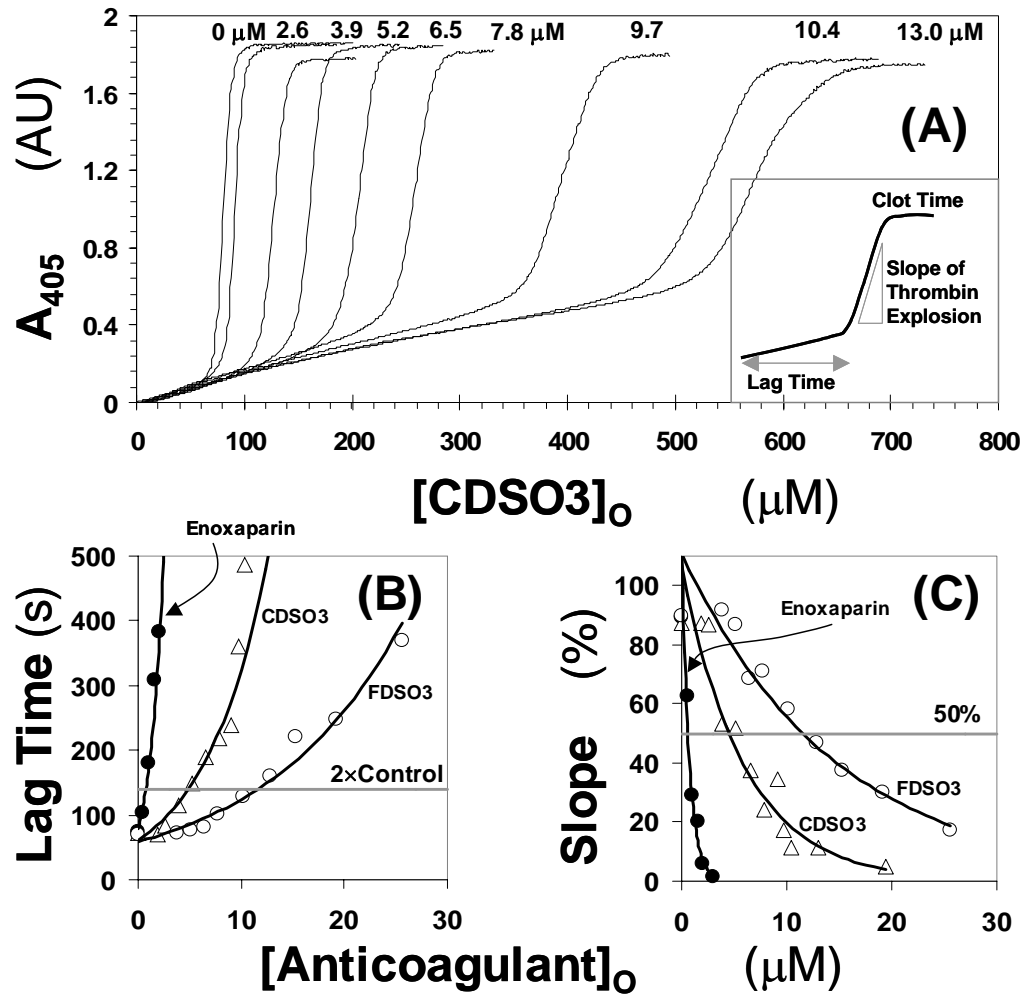 0 μM 2.6 3.9 5.2 6.5 7.8 μM 9.7 10.4 13.0 μM
(A)
A405 (AU)
2
1.6
1.2
0.8
0.4
0
0 100 200 300 400 500 600 700 800
[CDSO3]O (μM)
Clot Time
Slope of
Thrombin
Explosion
Lag Time
(B)
Enoxaparin
CDSO3
FDSO3
2×Control
Lag Time (s)
500
400
300
200
100
0
0 10 20 30
(C)
Enoxaparin
50%
FDSO3
CDSO3
Slope (%)
100
80
60
40
20
0
0 10 20 30
[Anticoagulant]O (μM)